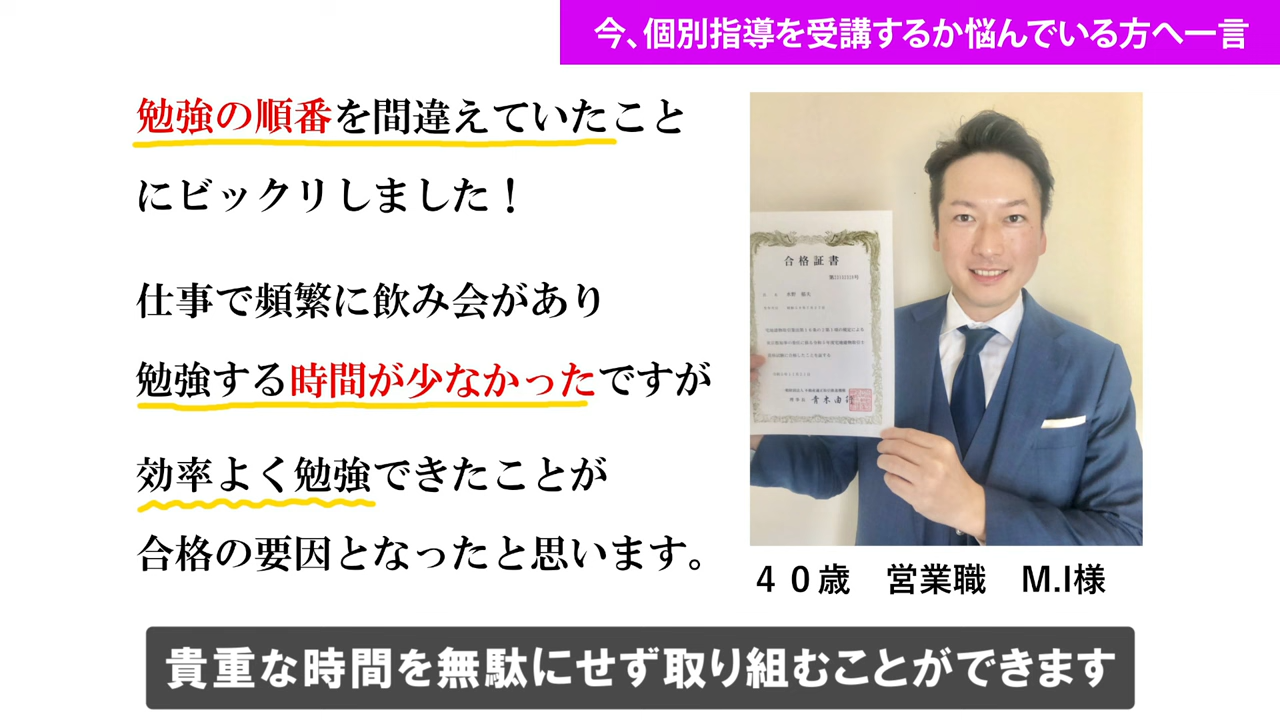 今、個別指導を受講するか悩んでいる方へ一言
勉強の順番を間違えていたこと
にビックリしました！
仕事で頻繁に飲み会があり
勉強する時間が少なかったですが
効率よく勉強できたことが
合格の要因となったと思います。
合格証書
４０歳　営業職　M.I様
貴重な時間を無駄にせず取り組むことができます